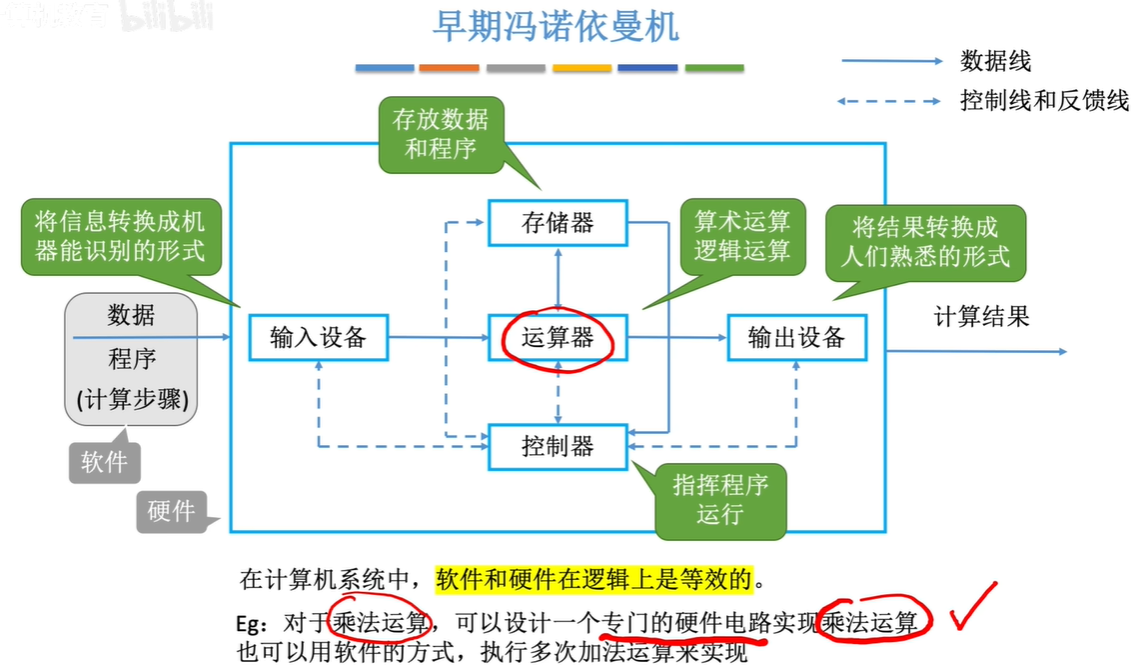 bilibili
早期冯诺依曼机
数据线
控制线和反馈线
存放数据
和程序
将信息转换成机
器能识别的形式
存储器
算术运算
逻辑运算
将结果转换成
人们熟悉的形式
数据
程序
(计算步骤)
输入设备
运算器
输出设备
计算结果
软件
控制器
硬件
指挥程序
运行
在计算机系统中，软件和硬件在逻辑上是等效的。
Eg：对于乘法运算，可以设计一个专门的硬件电路实现乘法运算
也可以用软件的方式，执行多次加法运算来实现